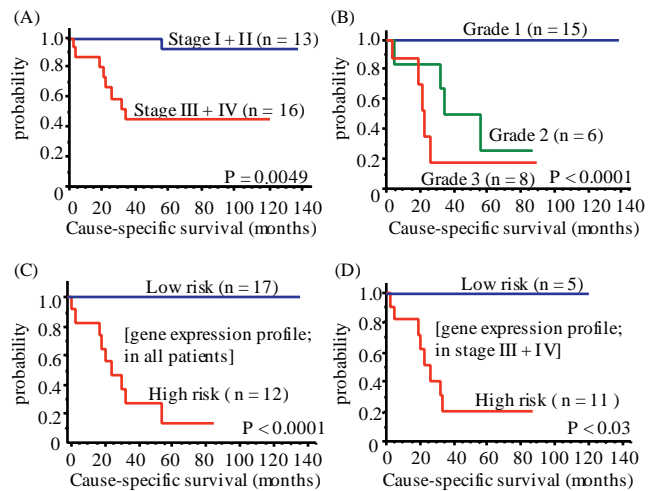 (A)
1.0
0.8
0.6
0.4
0.2
probability
Stage I + II (n = 13)
Stage III + IV (n = 16)
P = 0.0049
0 20 40 60 80 100 120 140
Cause-specific survival (months)
(B)
1.0
0.8
0.6
0.4
0.2
probability
Grade 1 (n = 15)
Grade 2 (n = 6)
Grade 3 (n = 8)
P < 0.0001
0 20 40 60 80 100 120 140
Cause-specific survival (months)
(C)
1.0
0.8
0.6
0.4
0.2
probability
Low risk (n = 17)
[gene expression profile;
in all patients]
High risk ( n = 12)
P < 0.0001
0 20 40 60 80 100 120 140
Cause-specific survival (months)
(D)
1.0
0.8
0.6
0.4
0.2
probability
Low risk (n = 5)
[gene expression profile;
in stage III + IV]
High risk ( n = 11)
P < 0.03
0 20 40 60 80 100 120 140
Cause-specific survival (months)